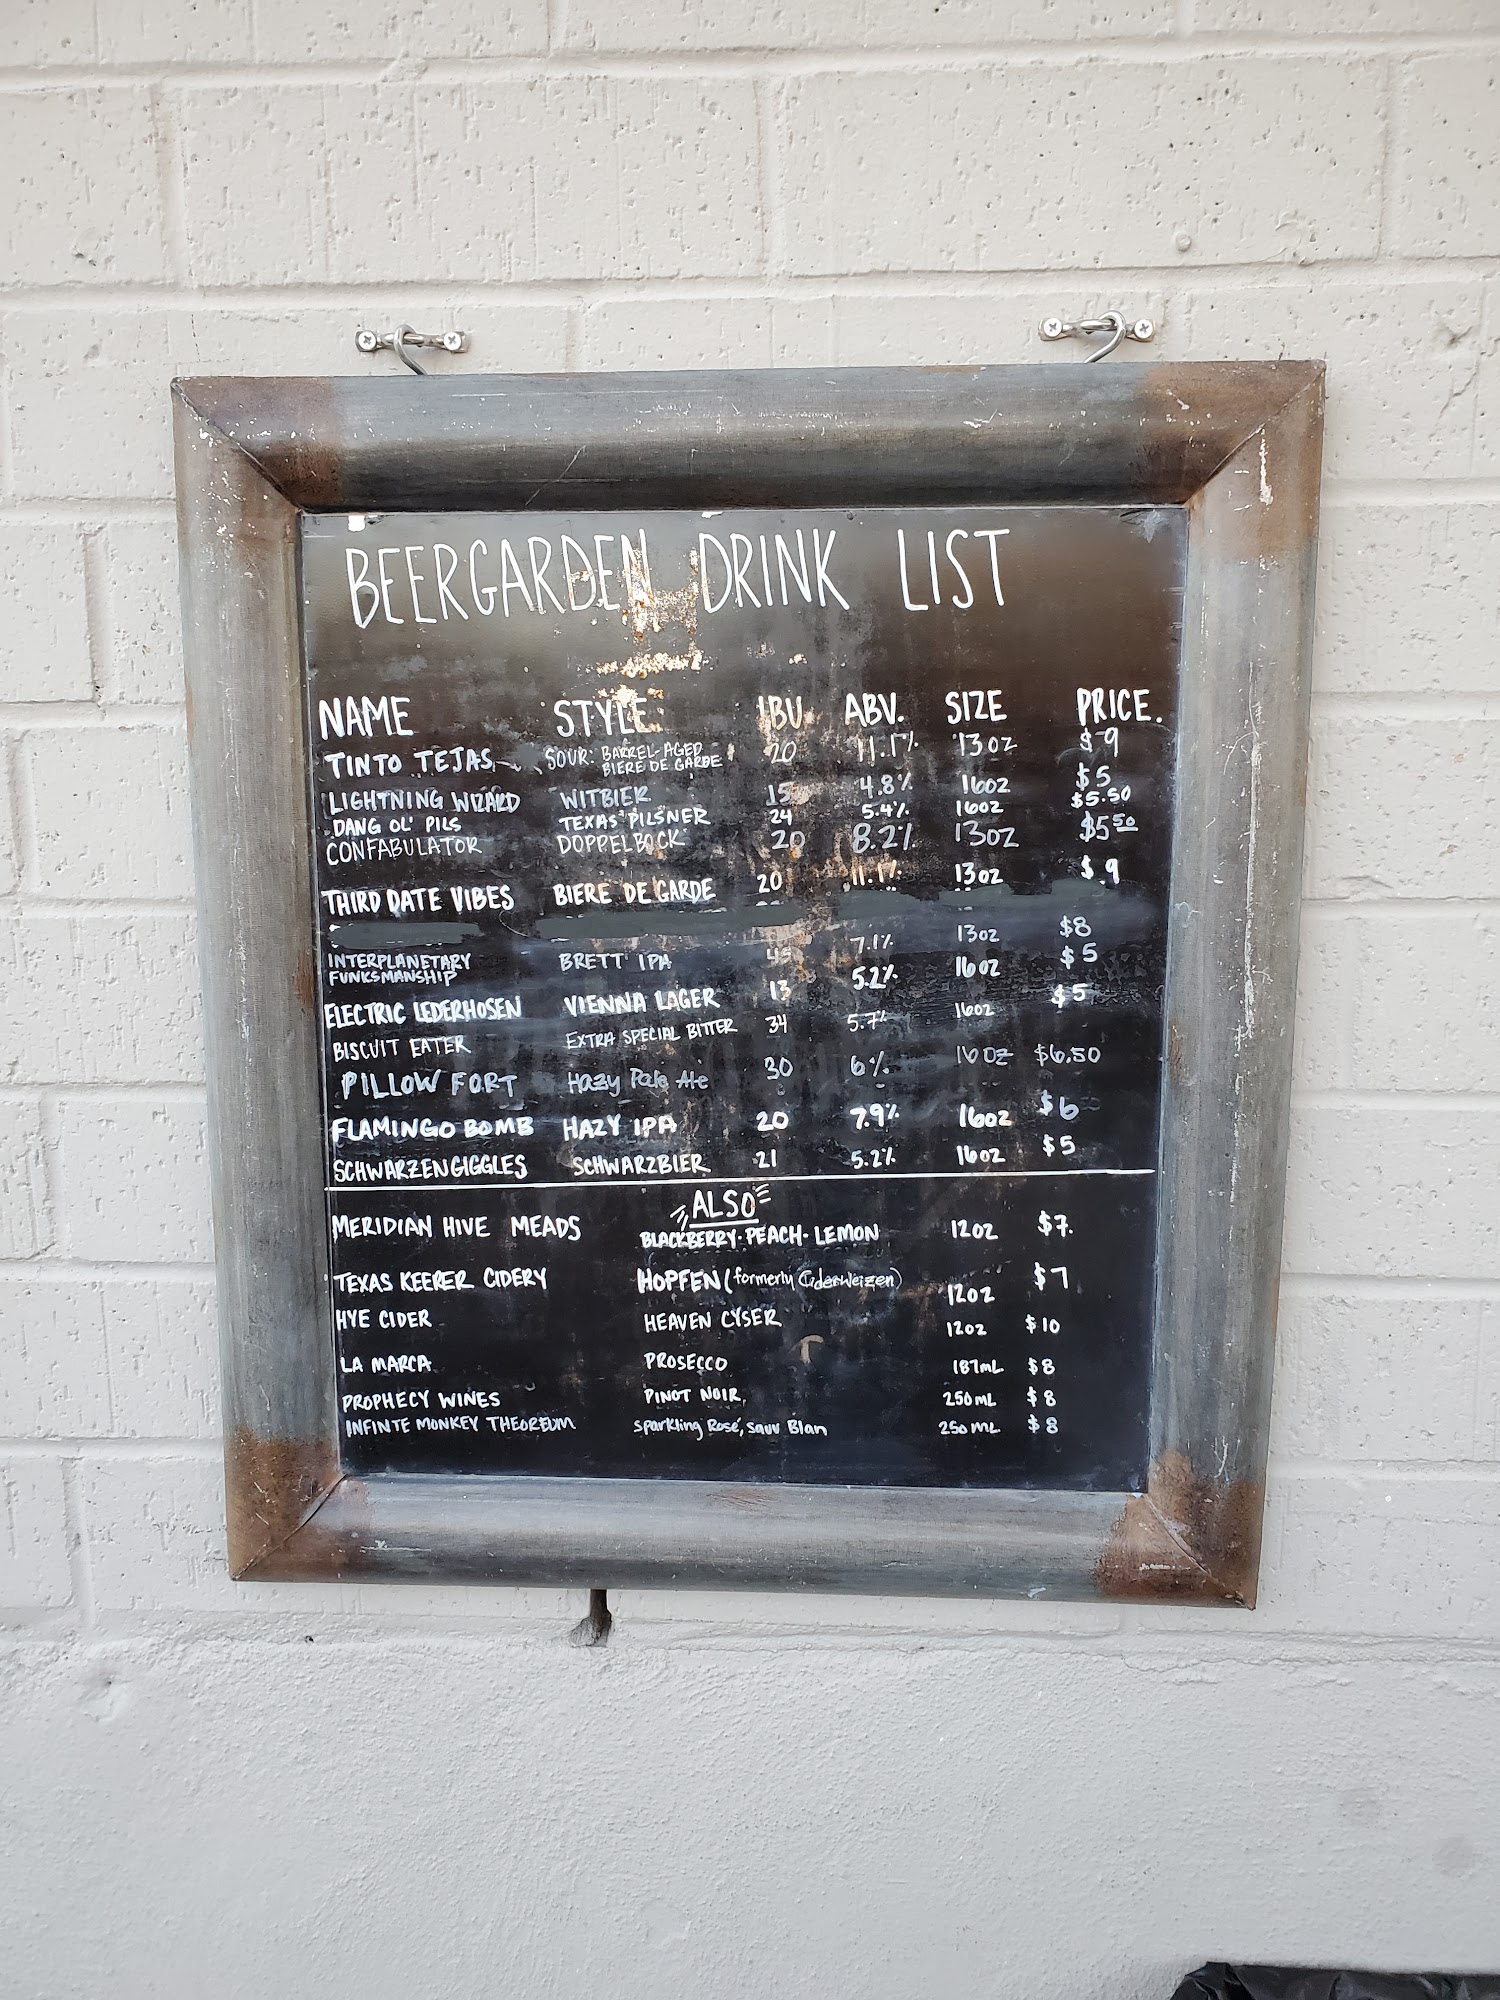 BEERGARDEN DRINK LIST
NAME STYLE IBU ABV. SIZE PRICE.
TINTO TEJAS SOUR: BARREL-AGED BIERE DE GARDE 20 11.1% 13oz $9
LIGHTNING WIZARD WITBIER 15 4.8% 16oz $5
DANG OL' PILS TEXAS PILSNER 24 5.4% 16oz $5.50
CONFABULATOR DOPPELBOCK 20 8.2% 13OZ $5.50
THIRD DATE VIBES BIERE DE GARDE 20 11.1% 13oz $9
INTERPLANETARY FUNKSMANSHIP BRETT IPA 45 7.1% 13oz $8
ELECTRIC LEDERHOSEN VIENNA LAGER 13 5.2% 16oz $5
BISCUIT EATER EXTRA SPECIAL BITTER 34 5.7% 16oz $5
PILLOW FORT Hazy Pale Ale 30 6% 16OZ $6.50
FLAMINGO BOMB HAZY IPA 20 7.9% 16oz $6
SCHWARZENGIGGLES SCHWARZBIER 21 5.2% 16oz $5
ALSO
MERIDIAN HIVE MEADS BLACKBERRY · PEACH · LEMON 12oz $7.
TEXAS KEEPER CIDERY HOPFEN (formerly Ciderweizen) 12oz $7
HYE CIDER HEAVEN CYSER 12oz $10
LA MARCA PROSECCO 187mL $8
PROPHECY WINES PINOT NOIR 250mL $8
INFINTE MONKEY THEOREUM Sparkling Rosé, Sauv Blan 250mL $8